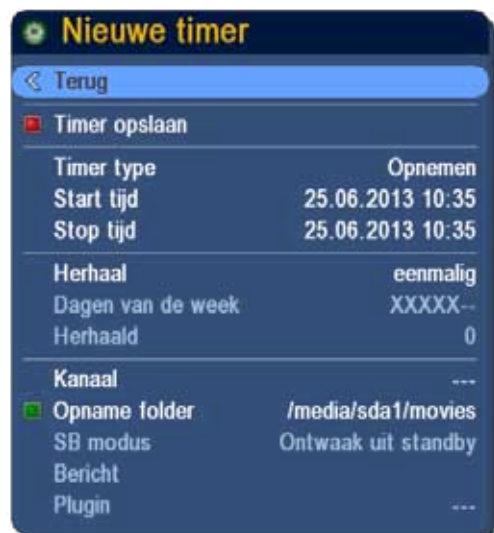 Nieuwe timer
Terug
Timer opslaan
Timer type Opnemen
Start tijd 25.06.2013 10:35
Stop tijd 25.06.2013 10:35
Herhaal eenmalig
Dagen van de week XXXXX--
Herhaald 0
Kanaal ---
Opname folder /media/sda1/movies
SB modus Ontwaak uit standby
Bericht
Plugin ---